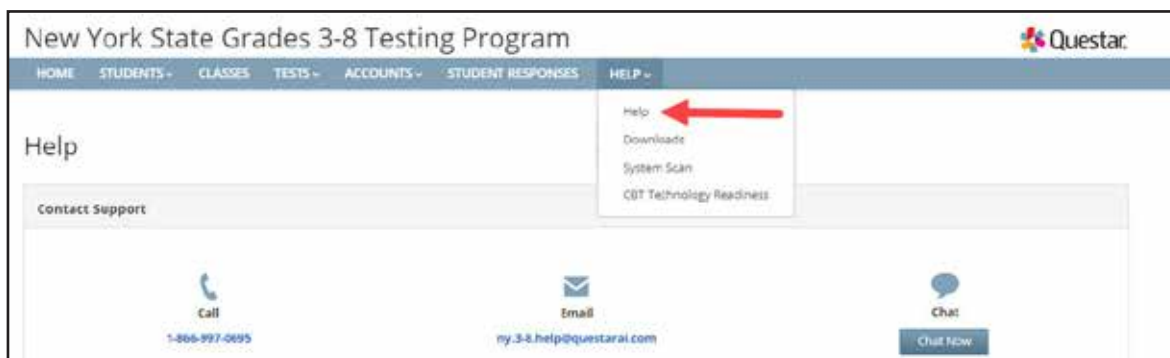 New York State Grades 3-8 Testing Program
Questar
HOME STUDENTS CLASSES TESTS ACCOUNTS STUDENT RESPONSES HELP
Help
Downloads
System Scan
CBT Technology Readiness
Help
Contact Support
Call
1-866-997-0695
Email
ny.3-8.help@questarai.com
Chat
Chat Now